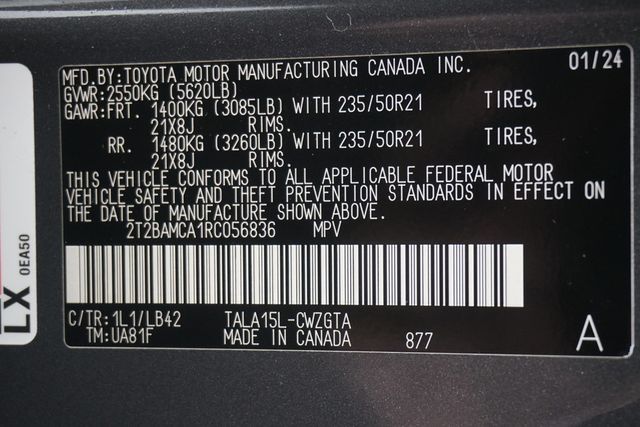 MFD.BY:TOYOTA MOTOR MANUFACTURING CANADA INC. 01/24
GVWR:2550KG (5620LB)
GAWR:FRT. 1400KG (3085LB) WITH 235/50R21 TIRES,
21X8J RIMS.
RR. 1480KG (3260LB) WITH 235/50R21 TIRES,
21X8J RIMS.
THIS VEHICLE CONFORMS TO ALL APPLICABLE FEDERAL MOTOR
VEHICLE SAFETY AND THEFT PREVENTION STANDARDS IN EFFECT ON
THE DATE OF MANUFACTURE SHOWN ABOVE.
2T2BAMCA1RC056836 MPV
C/TR:1L1/LB42 TALA15L-CWZGTA
TM:UA81F MADE IN CANADA 877 A
LX
0EA50